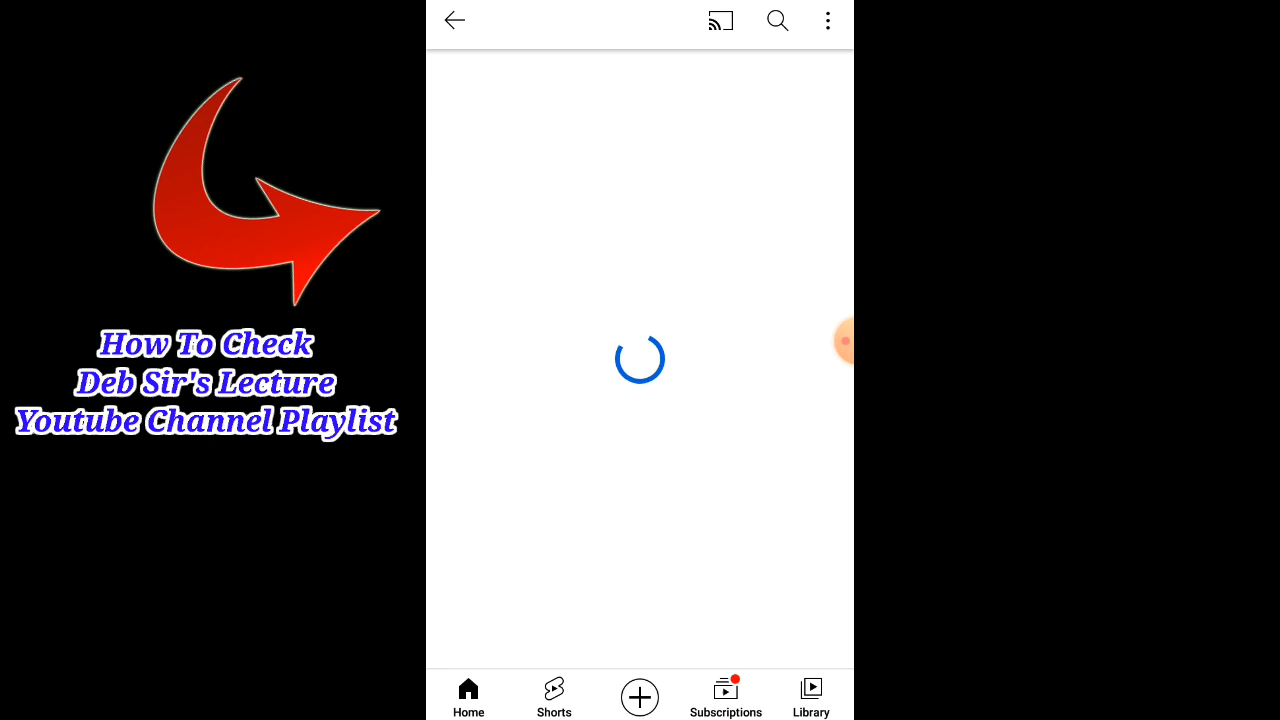 How To Check
Deb Sir's Lecture
Youtube Channel Playlist
Home
Shorts
Subscriptions
Library